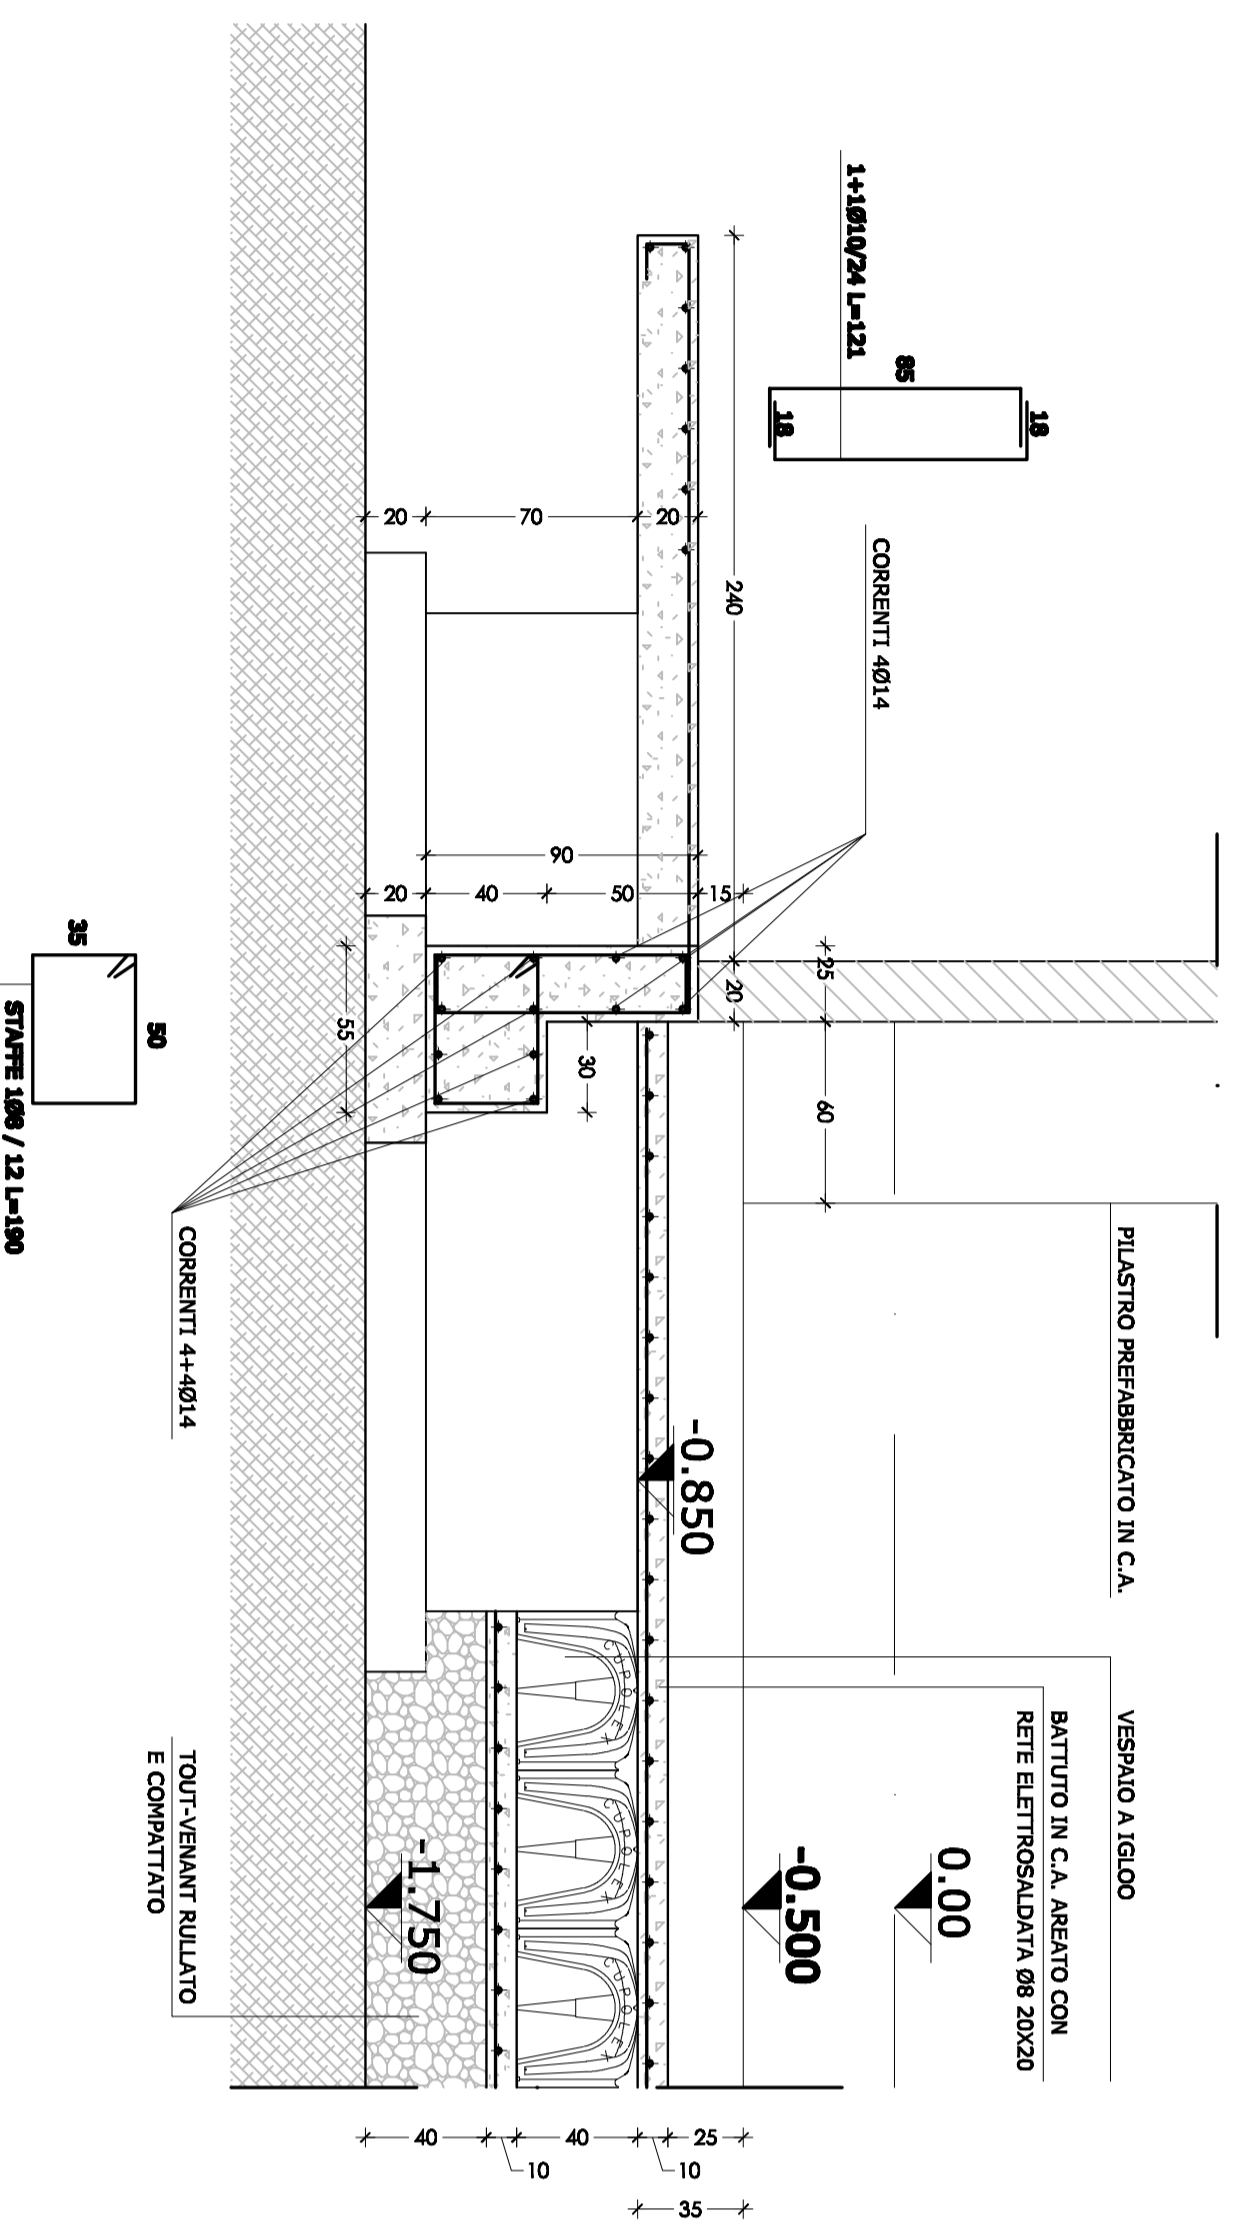 1+1Ø10/24 L=121
85
18
18
CORRENTI 4Ø14
240
20
70
20
90
20
40
50
15
25
20
55
30
60
35
50
STAFFE 1Ø8 / 12 L=190
CORRENTI 4+4Ø14
PILASTRO PREFABBRICATO IN C.A.
-0.850
VESPAIO A IGLOO
BATTUTO IN C.A. AREATO CON
RETE ELETTROSALDATA Ø8 20X20
0.00
-0.500
-1.750
CUPOLEX
CUPOLEX
CUPOLEX
TOUT-VENANT RULLATO
E COMPATTATO
40
10
40
10
25
35